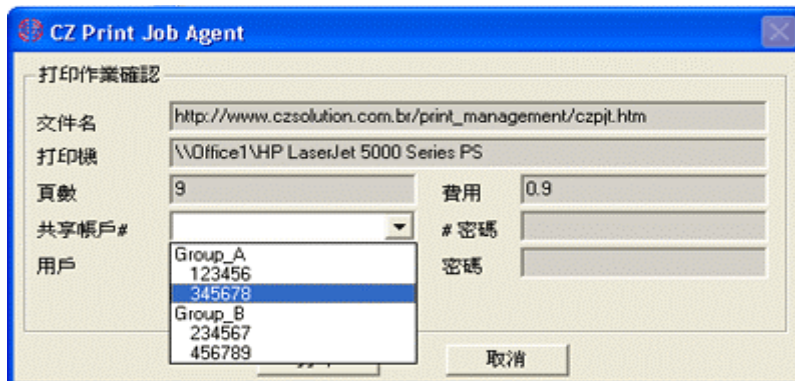 CZ Print Job Agent
打印作業確認
文件名 http://www.czsolution.com.br/print_management/czpjt.htm
打印機 \\Office1\HP LaserJet 5000 Series PS
頁數 9 費用 0.9
共享帳戶# # 密碼
用戶 密碼
Group_A
123456
345678
Group_B
234567
456789
取消